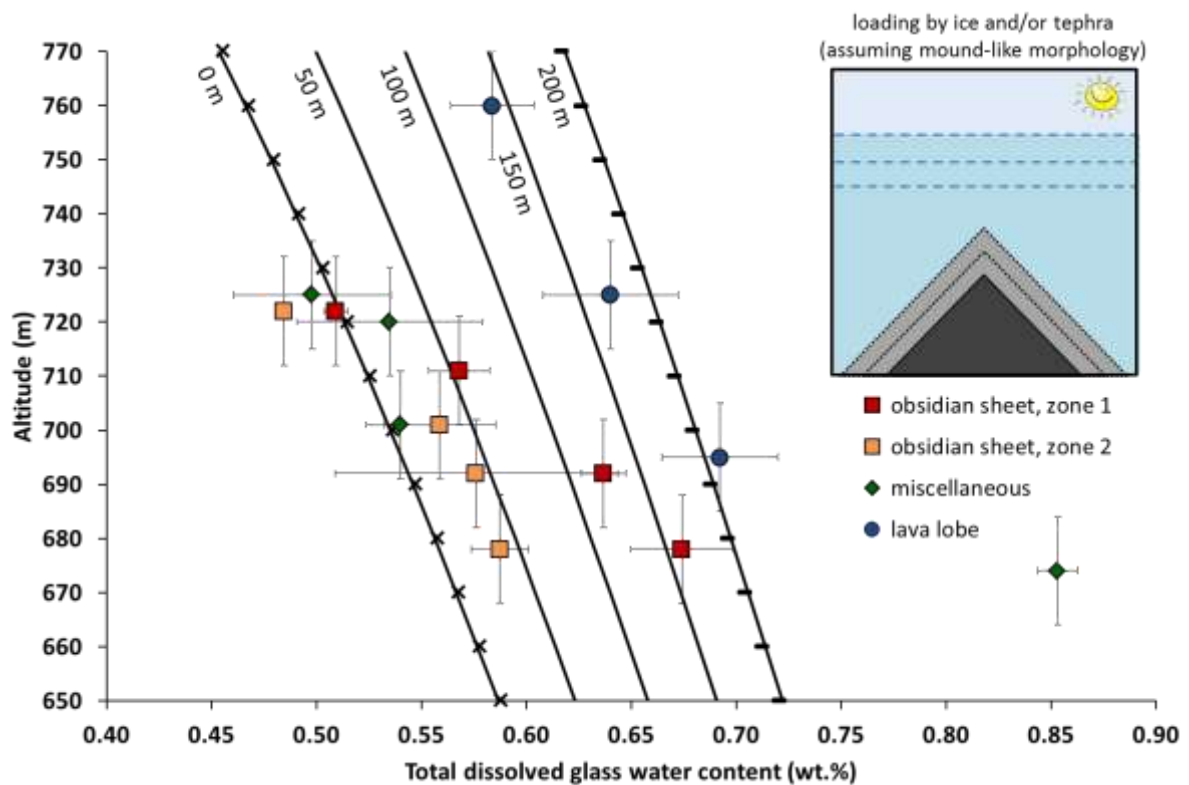 loading by ice and/or tephra
(assuming mound-like morphology)
770
760
750
740
730
720
710
700
690
680
670
660
650
Altitude (m)
0 m
50 m
100 m
150 m
200 m
obsidian sheet, zone 1
obsidian sheet, zone 2
miscellaneous
lava lobe
0.40 0.45 0.50 0.55 0.60 0.65 0.70 0.75 0.80 0.85 0.90
Total dissolved glass water content (wt.%)